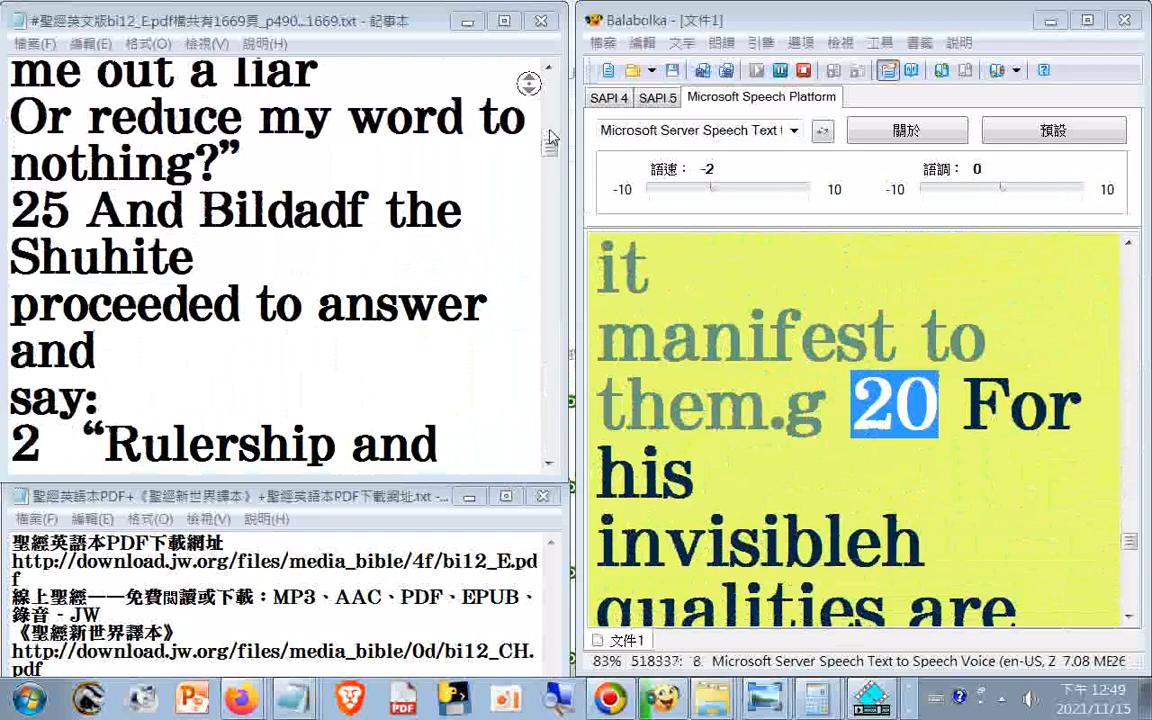 #聖經英文版bi12_E.pdf檔共有1669頁_p490...1669.txt - 記事本
檔案(F) 編輯(E) 格式(O) 檢視(V) 說明(H)
me out a liar
Or reduce my word to
nothing?”
25 And Bildadf the
Shuhite
proceeded to answer
and
say:
2 “Rulership and
聖經英語本PDF+《聖經新世界譯本》+聖經英語本PDF下載網址.txt -...
檔案(F) 編輯(E) 格式(O) 檢視(V) 說明(H)
聖經英語本PDF下載網址
http://download.jw.org/files/media_bible/4f/bi12_E.pd
f
線上聖經——免費閱讀或下載：MP3、AAC、PDF、EPUB、
錄音 - JW
《聖經新世界譯本》
http://download.jw.org/files/media_bible/0d/bi12_CH.
pdf
Balabolka - [文件1]
檔案 編輯 文字 朗讀 引擎 選項 檢視 工具 書籤 說明
SAPI 4 SAPI 5 Microsoft Speech Platform
Microsoft Server Speech Text t 關於 預設
語速： -2 語調： 0
-10 10 -10 10
it
manifest to
them.g 20 For
his
invisibleh
qualities are
文件1
83% 518337: 8 Microsoft Server Speech Text to Speech Voice (en-US, Z 7.08 ME26
下午 12:49
2021/11/15